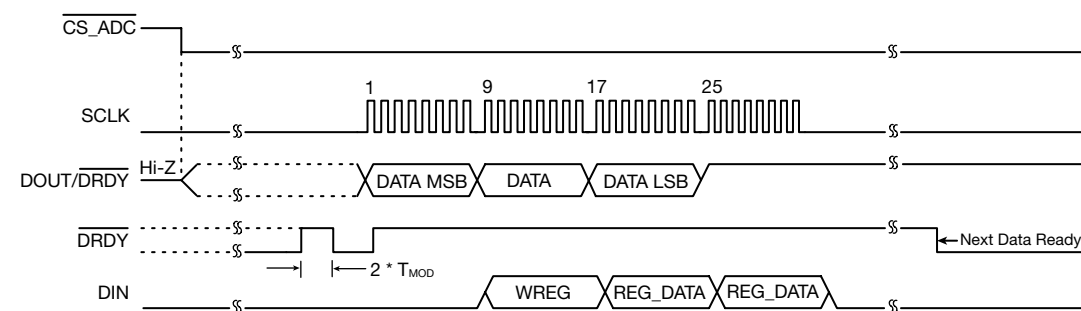 CS_ADC
1 9 17 25
SCLK
Hi-Z
DOUT/DRDY DATA MSB DATA DATA LSB
DRDY
Next Data Ready
2 * TMOD
DIN WREG REG_DATA REG_DATA